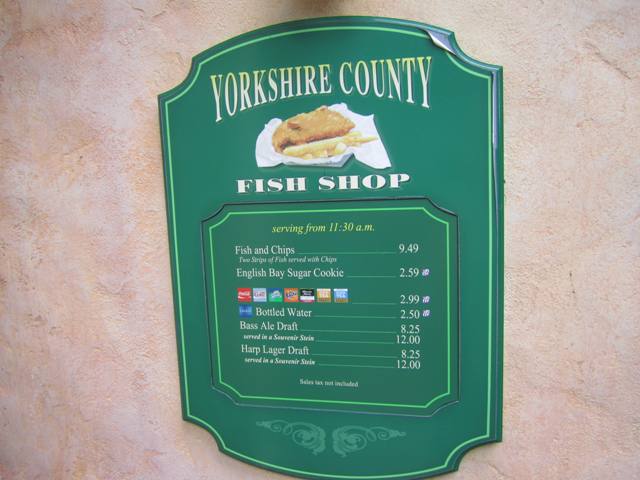 YORKSHIRE COUNTY
FISH SHOP
serving from 11:30 a.m.
Fish and Chips 9.49
Two Strips of Fish served with Chips
English Bay Sugar Cookie 2.59
2.99
Bottled Water 2.50
Bass Ale Draft 8.25
served in a Souvenir Stein 12.00
Harp Lager Draft 8.25
served in a Souvenir Stein 12.00
Sales tax not included